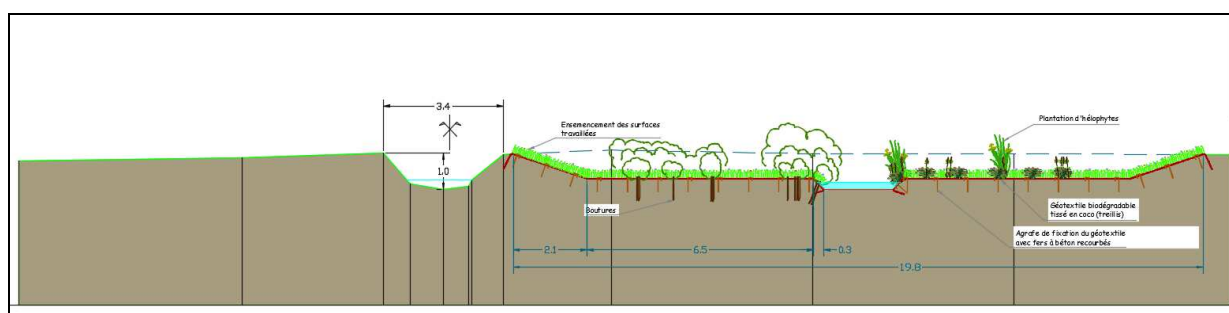 3.4
1.0
Ensemencement des surfaces
travaillées
Plantation d'héliophytes
Boutures
Géotextile biodégradable
tissé en coco (treillis)
Agrafe de fixation du géotextile
avec fers à béton recourbés
2.1
6.5
0.3
19.8